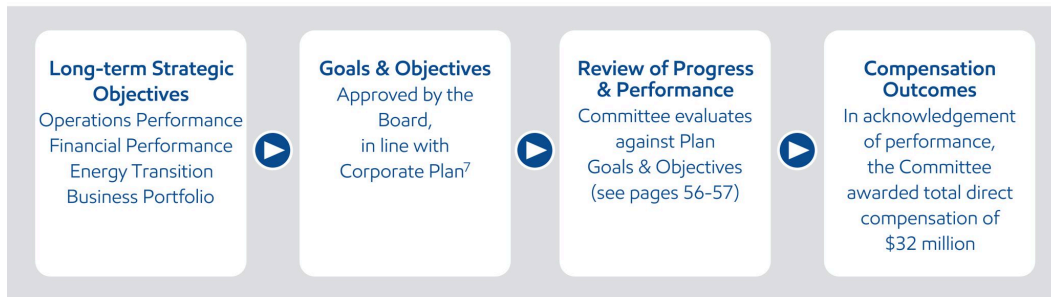 Long-term Strategic
Objectives
Operations Performance
Financial Performance
Energy Transition
Business Portfolio
Goals & Objectives
Approved by the
Board,
in line with
Corporate Plan7
Review of Progress
& Performance
Committee evaluates
against Plan
Goals & Objectives
(see pages 56-57)
Compensation
Outcomes
In acknowledgement
of performance,
the Committee
awarded total direct
compensation of
$32 million